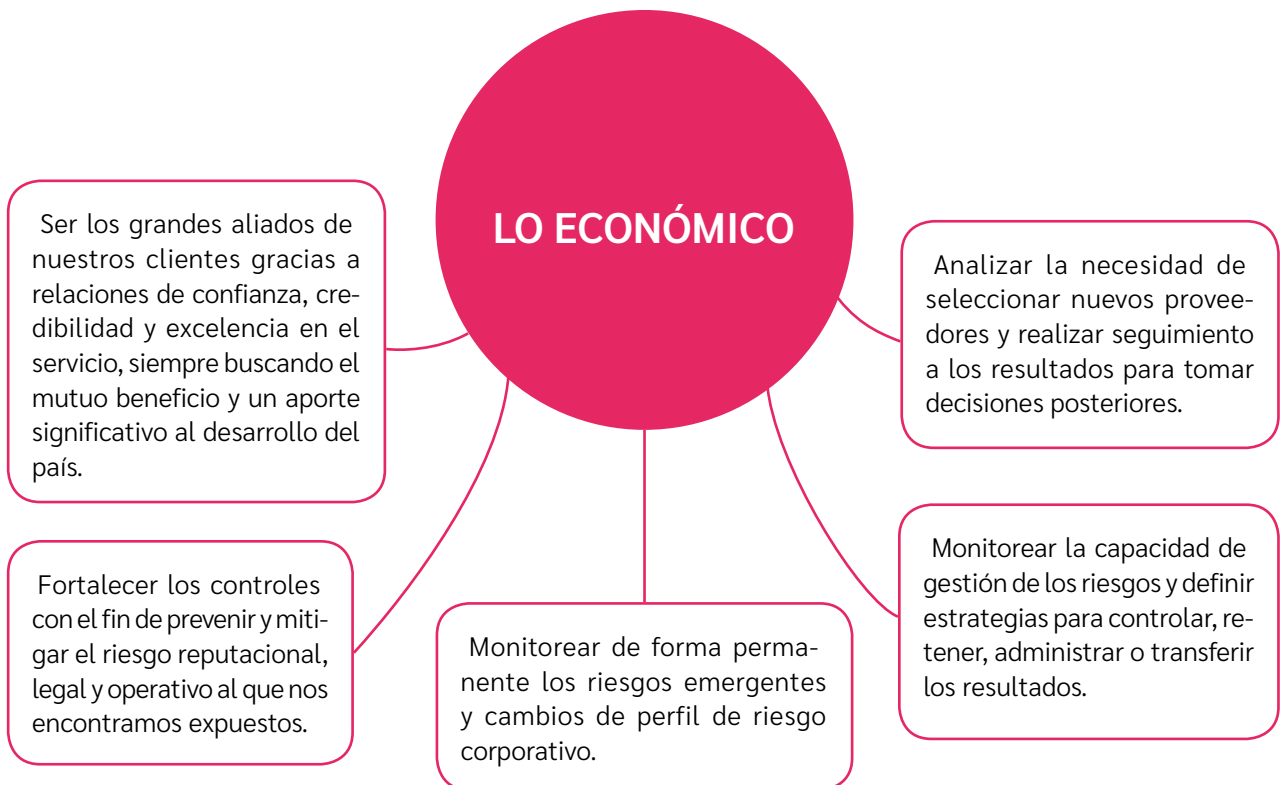 LO ECONÓMICO
Ser los grandes aliados de
nuestros clientes gracias a
relaciones de confianza, cre-
dibilidad y excelencia en el
servicio, siempre buscando el
mutuo beneficio y un aporte
significativo al desarrollo del
país.
Analizar la necesidad de
seleccionar nuevos provee-
dores y realizar seguimiento
a los resultados para tomar
decisiones posteriores.
Fortalecer los controles
con el fin de prevenir y miti-
gar el riesgo reputacional,
legal y operativo al que nos
encontramos expuestos.
Monitorear de forma perma-
nente los riesgos emergentes
y cambios de perfil de riesgo
corporativo.
Monitorear la capacidad de
gestión de los riesgos y definir
estrategias para controlar, re-
tener, administrar o transferir
los resultados.